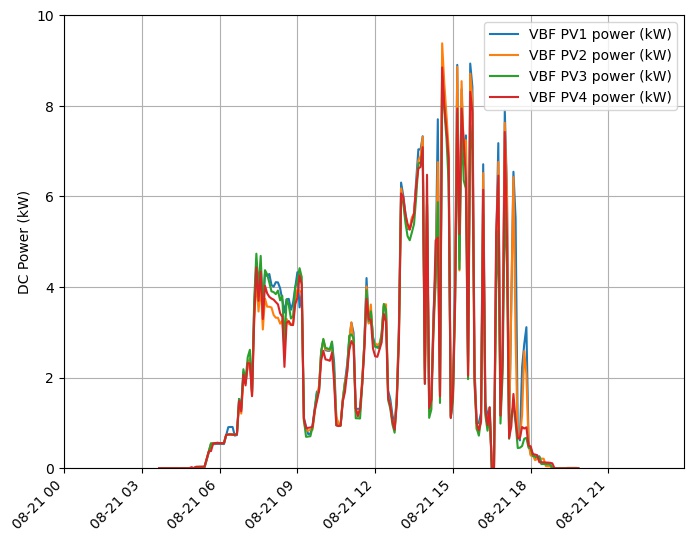 VBF PV1 power (kW)
VBF PV2 power (kW)
VBF PV3 power (kW)
VBF PV4 power (kW)
DC Power (kW)
10
8
6
4
2
0
08-21 00
08-21 03
08-21 06
08-21 09
08-21 12
08-21 15
08-21 18
08-21 21